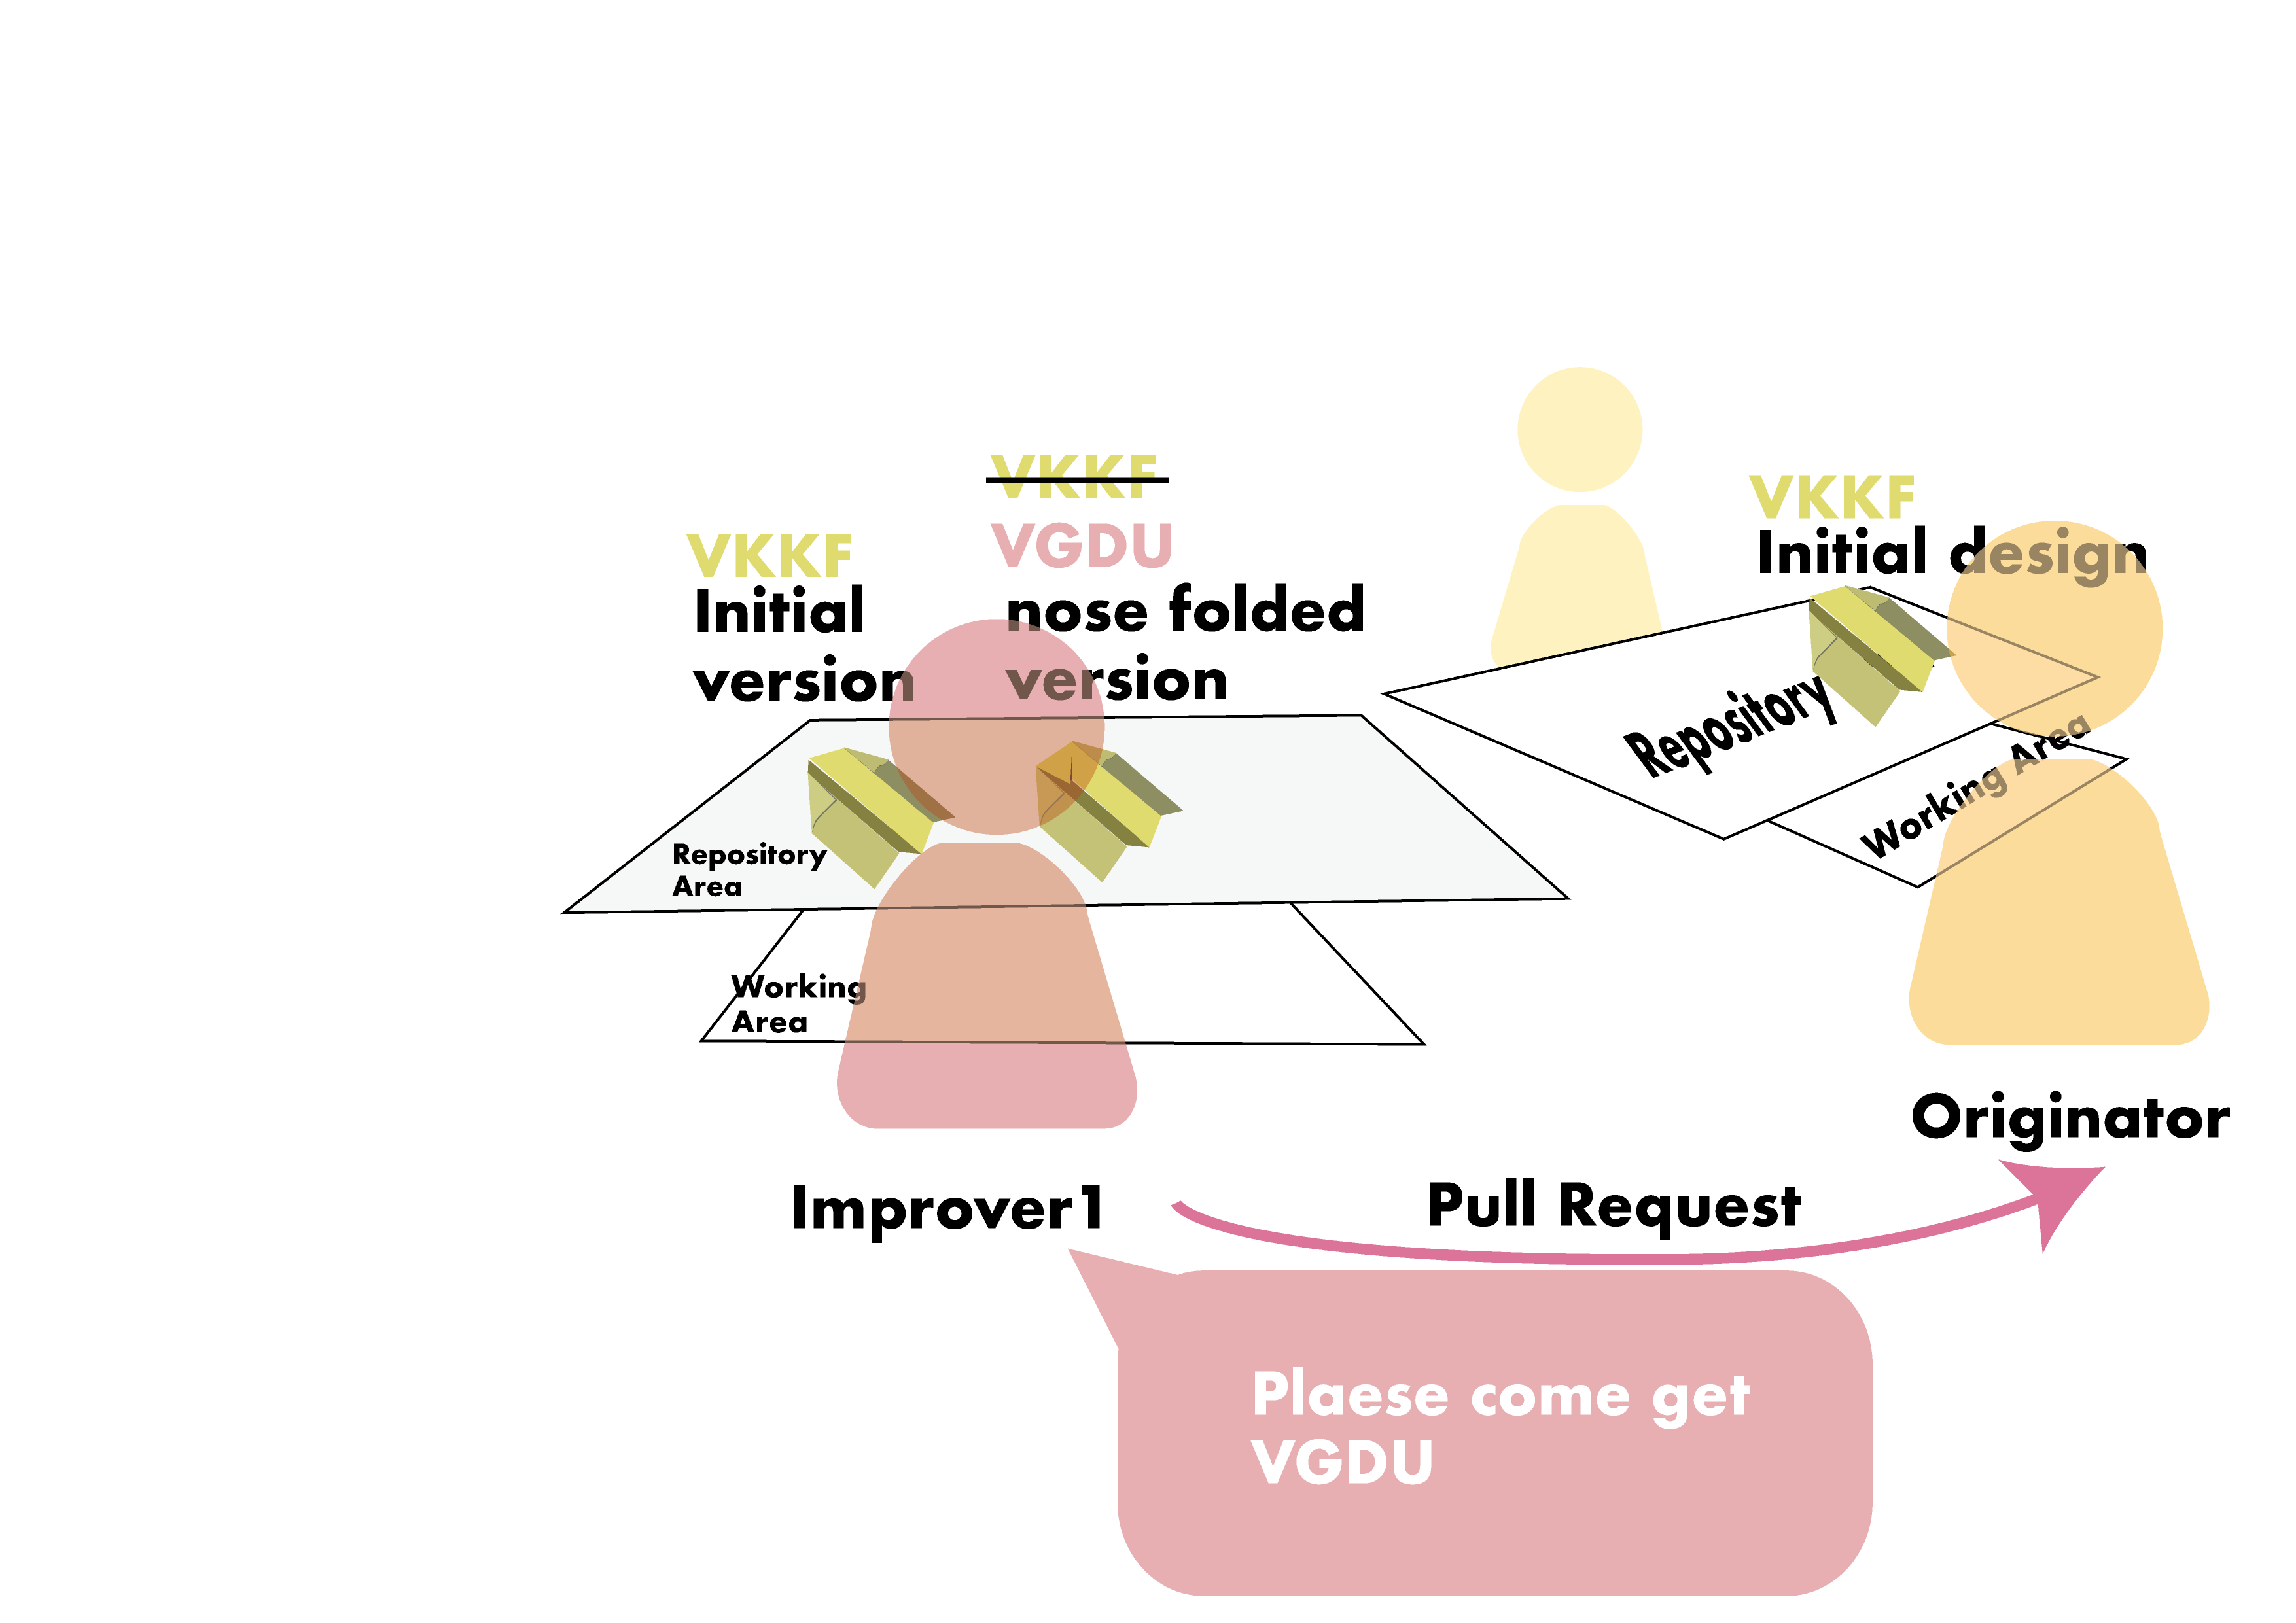 VKKF
VGDU
nose folded
version
VKKF
Initial
version
Repository
Area
Working
Area
VKKF
Initial design
Repository
Working Area
Originator
Improver1
Pull Request
Plaese come get
VGDU